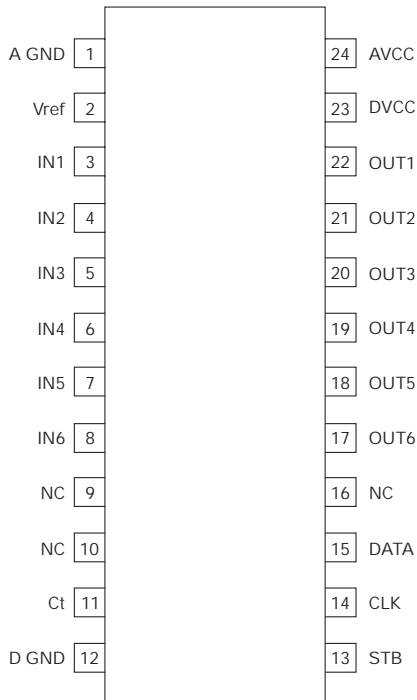 A GND 1 24 AVCC
Vref 2 23 DVCC
IN1 3 22 OUT1
IN2 4 21 OUT2
IN3 5 20 OUT3
IN4 6 19 OUT4
IN5 7 18 OUT5
IN6 8 17 OUT6
NC 9 16 NC
NC 10 15 DATA
Ct 11 14 CLK
D GND 12 13 STB